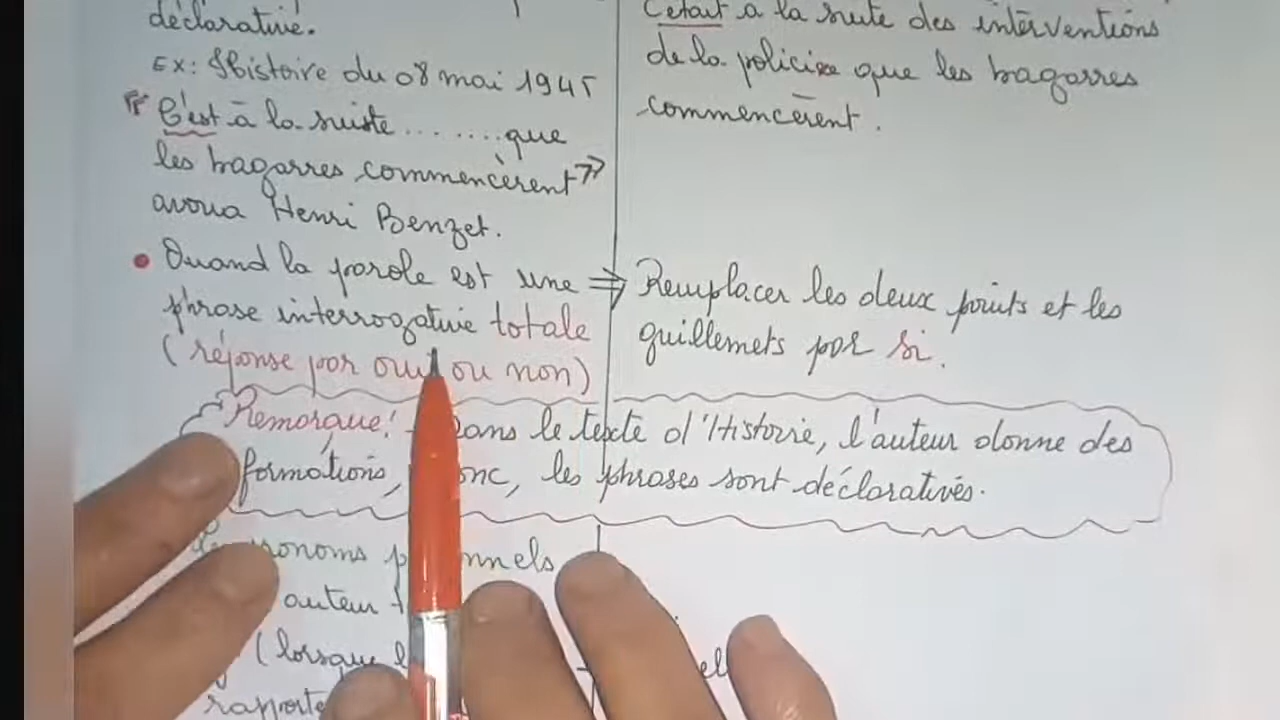 déclarative.
Ex: Histoire du 08 mai 1945
" C'est à la suite ........ que
les bagarres commencèrent "
avoua Henri Benzet.
• Quand la parole est une ⇒
phrase interrogative totale
(réponse par oui ou non)
C'était à la suite des interventions
de la police que les bagarres
commencèrent.
Remplacer les deux points et les
guillemets par si.
Remarque: Dans le texte d'Histoire, l'auteur donne des
formations, donc, les phrases sont déclaratives.
auteur
(lorsque
rapporte